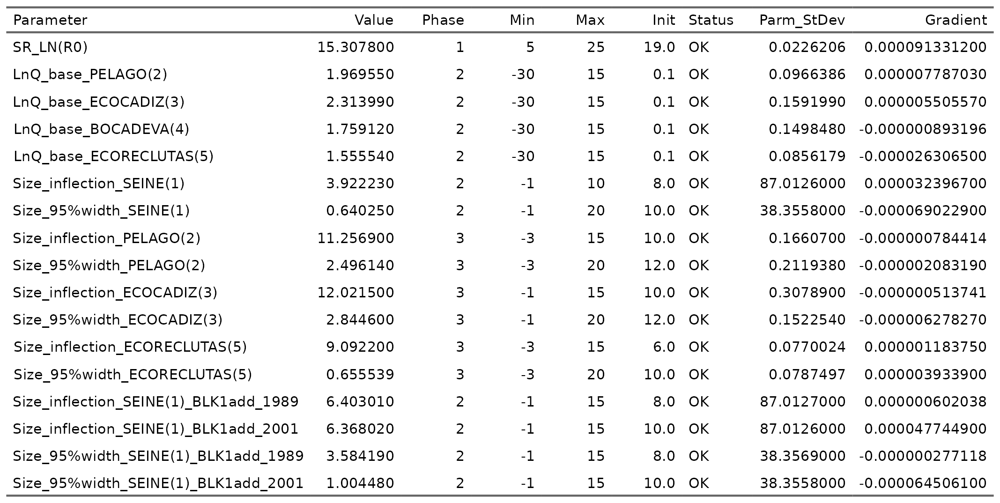 Parameter Value Phase Min Max Init Status Parm_StDev Gradient
SR_LN(R0) 15.307800 1 5 25 19.0 OK 0.0226206 0.000091331200
LnQ_base_PELAGO(2) 1.969550 2 -30 15 0.1 OK 0.0966386 0.000007787030
LnQ_base_ECOCADIZ(3) 2.313990 2 -30 15 0.1 OK 0.1591990 0.000005505570
LnQ_base_BOCADEVA(4) 1.759120 2 -30 15 0.1 OK 0.1498480 -0.000000893196
LnQ_base_ECORECLUTAS(5) 1.555540 2 -30 15 0.1 OK 0.0856179 -0.000026306500
Size_inflection_SEINE(1) 3.922230 2 -1 10 8.0 OK 87.0126000 0.000032396700
Size_95%width_SEINE(1) 0.640250 2 -1 20 10.0 OK 38.3558000 -0.000069022900
Size_inflection_PELAGO(2) 11.256900 3 -3 15 10.0 OK 0.1660700 -0.000000784414
Size_95%width_PELAGO(2) 2.496140 3 -3 20 12.0 OK 0.2119380 -0.000002083190
Size_inflection_ECOCADIZ(3) 12.021500 3 -1 15 10.0 OK 0.3078900 -0.000000513741
Size_95%width_ECOCADIZ(3) 2.844600 3 -1 20 12.0 OK 0.1522540 -0.000006278270
Size_inflection_ECORECLUTAS(5) 9.092200 3 -3 15 6.0 OK 0.0770024 0.000001183750
Size_95%width_ECORECLUTAS(5) 0.655539 3 -3 20 10.0 OK 0.0787497 0.000003933900
Size_inflection_SEINE(1)_BLK1add_1989 6.403010 2 -1 15 8.0 OK 87.0127000 0.000000602038
Size_inflection_SEINE(1)_BLK1add_2001 6.368020 2 -1 15 10.0 OK 87.0126000 0.000047744900
Size_95%width_SEINE(1)_BLK1add_1989 3.584190 2 -1 15 8.0 OK 38.3569000 -0.000000277118
Size_95%width_SEINE(1)_BLK1add_2001 1.004480 2 -1 15 10.0 OK 38.3558000 -0.000064506100